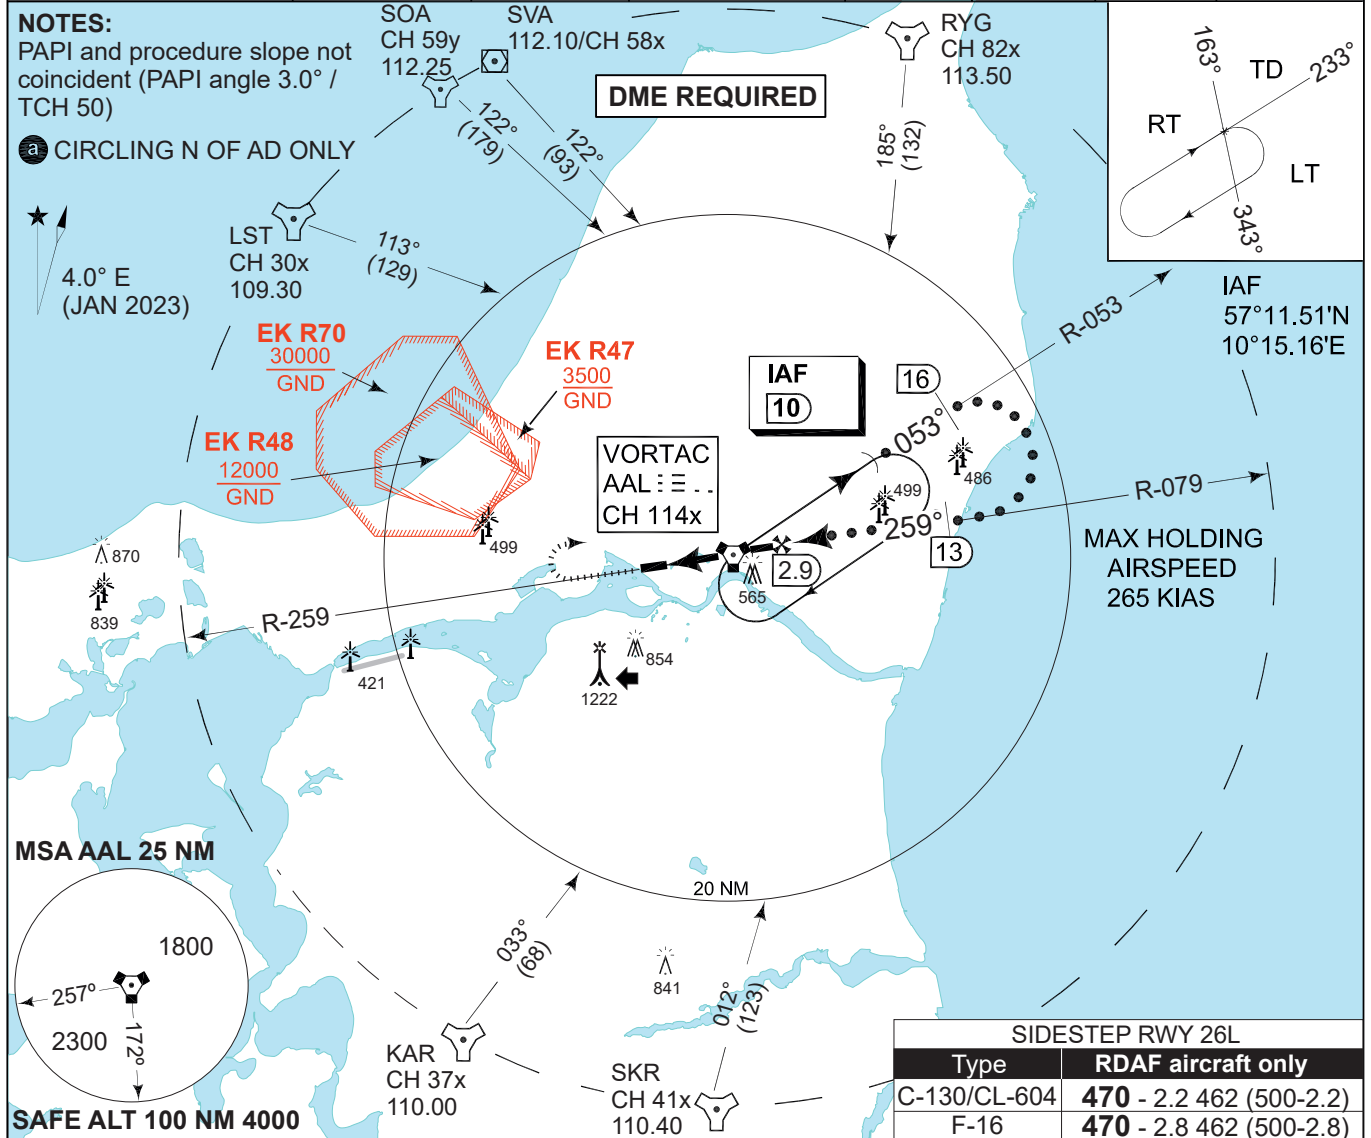 NOTES:
PAPI and procedure slope not
coincident (PAPI angle 3.0° /
TCH 50)
a CIRCLING N OF AD ONLY
4.0° E
(JAN 2023)
SOA
CH 59y
112.25
SVA
112.10/CH 58x
RYG
CH 82x
113.50
DME REQUIRED
122°
(179)
122°
(93)
185°
(132)
163°
TD
233°
RT
LT
343°
LST
CH 30x
109.30
113°
(129)
IAF
57°11.51'N
10°15.16'E
EK R70
30000
GND
EK R47
3500
GND
EK R48
12000
GND
IAF
10
16
R-053
053°
VORTAC
AAL
CH 114x
486
499
499
259°
13
R-079
MAX HOLDING
AIRSPEED
265 KIAS
2.9
565
870
839
R-259
421
854
1222
20 NM
MSA AAL 25 NM
1800
257°
2300
172°
SAFE ALT 100 NM 4000
033°
(68)
841
012°
(123)
KAR
CH 37x
110.00
SKR
CH 41x
110.40
SIDESTEP RWY 26L
Type RDAF aircraft only
C-130/CL-604 470 - 2.2 462 (500-2.2)
F-16 470 - 2.8 462 (500-2.8)